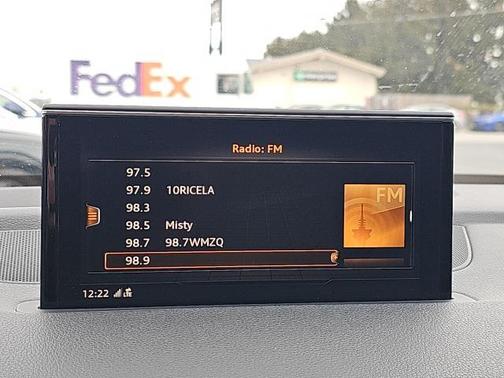 FedEx
Radio: FM
97.5
97.9 10RICELA
98.3
98.5 Misty
98.7 98.7WMZQ
98.9
FM
12:22 LTE